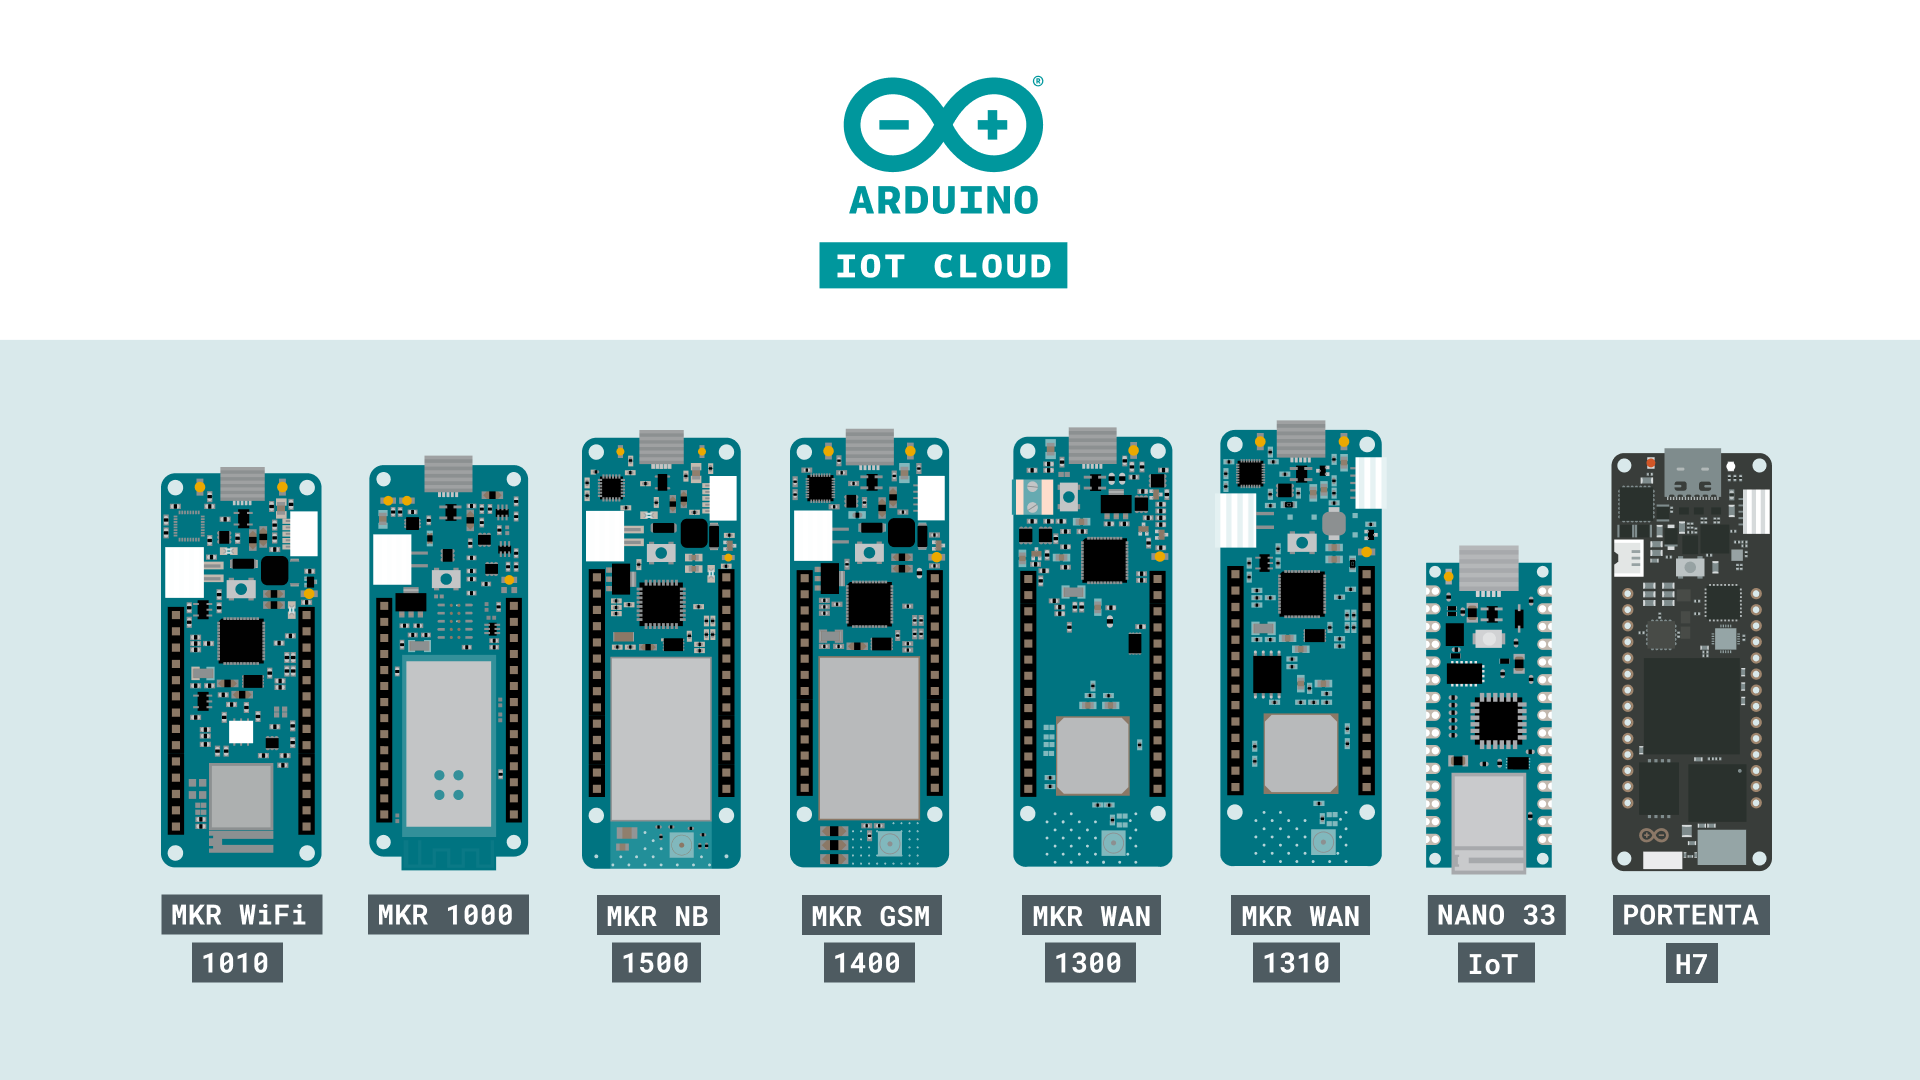 ®
ARDUINO
IOT CLOUD
MKR WiFi
1010
MKR 1000
MKR NB
1500
MKR GSM
1400
MKR WAN
1300
MKR WAN
1310
NANO 33
IoT
PORTENTA
H7